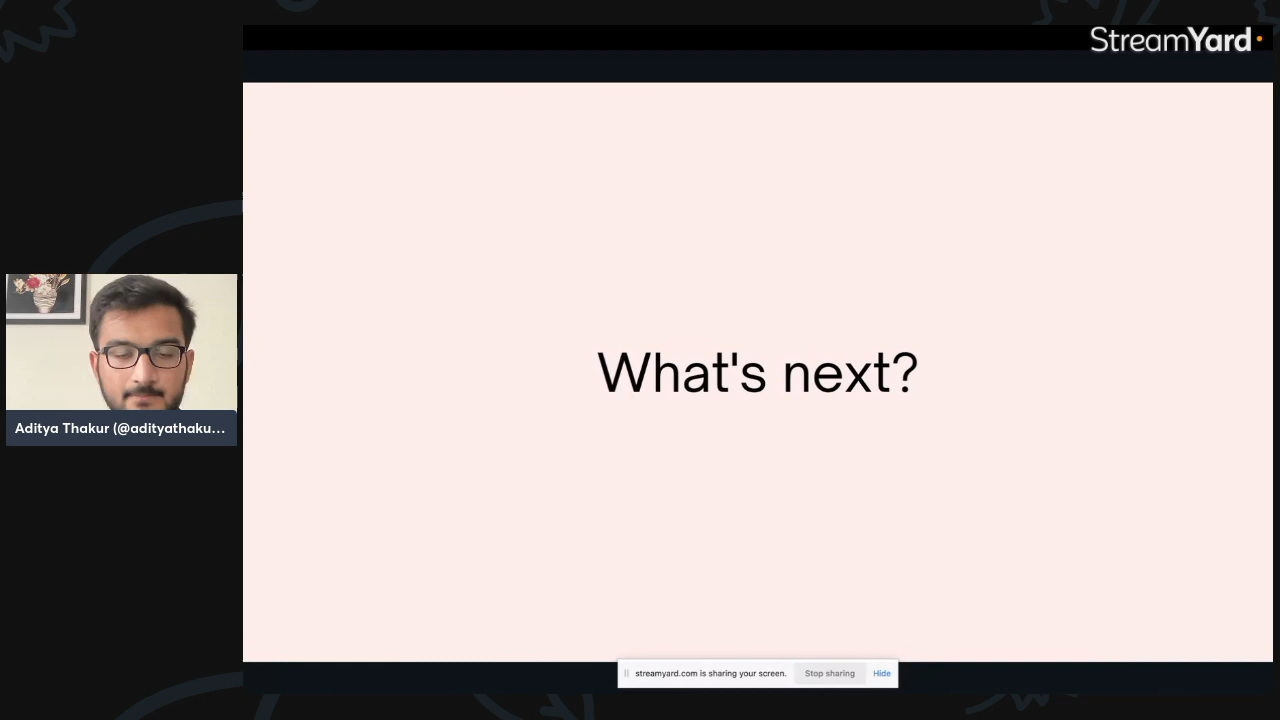 StreamYard
What's next?
Aditya Thakur (@adityathaku...
streamyard.com is sharing your screen. Stop sharing Hide